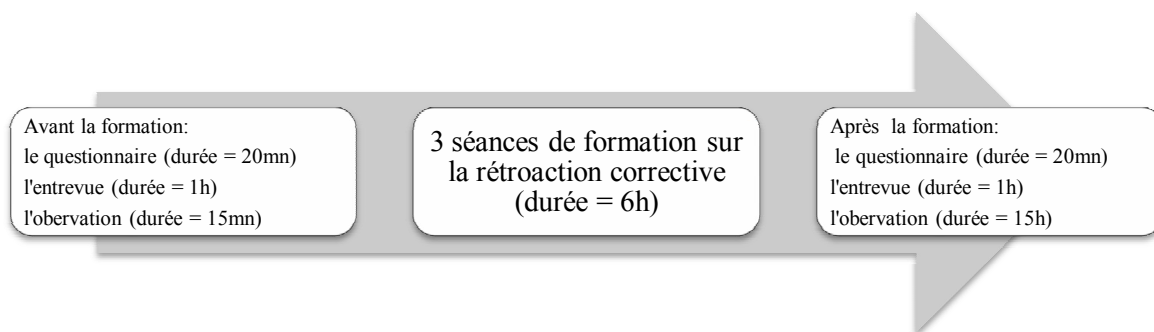 Avant la formation:
le questionnaire (durée = 20mn)
l'entrevue (durée = 1h)
l'obervation (durée = 15mn)
3 séances de formation sur
la rétroaction corrective
(durée = 6h)
Après la formation:
le questionnaire (durée = 20mn)
l'entrevue (durée = 1h)
l'obervation (durée = 15h)